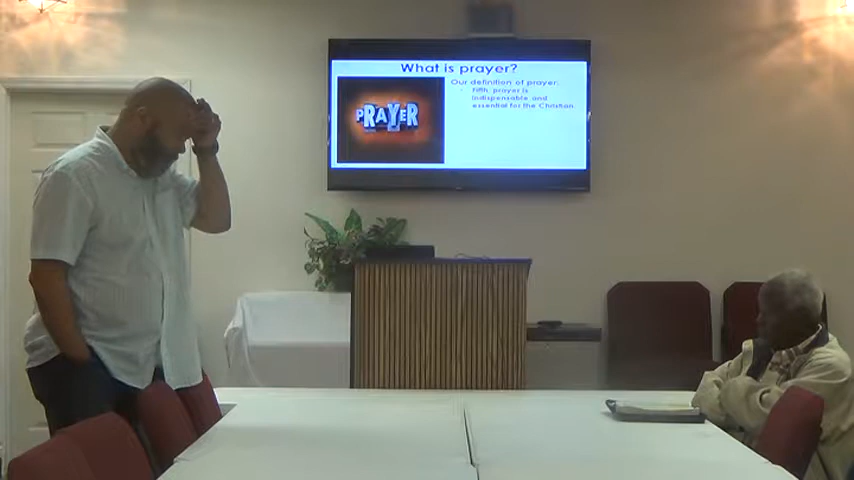 What is prayer?
Our definition of prayer:
Fifth, prayer is
indispensable and
essential for the Christian.
PRAYER